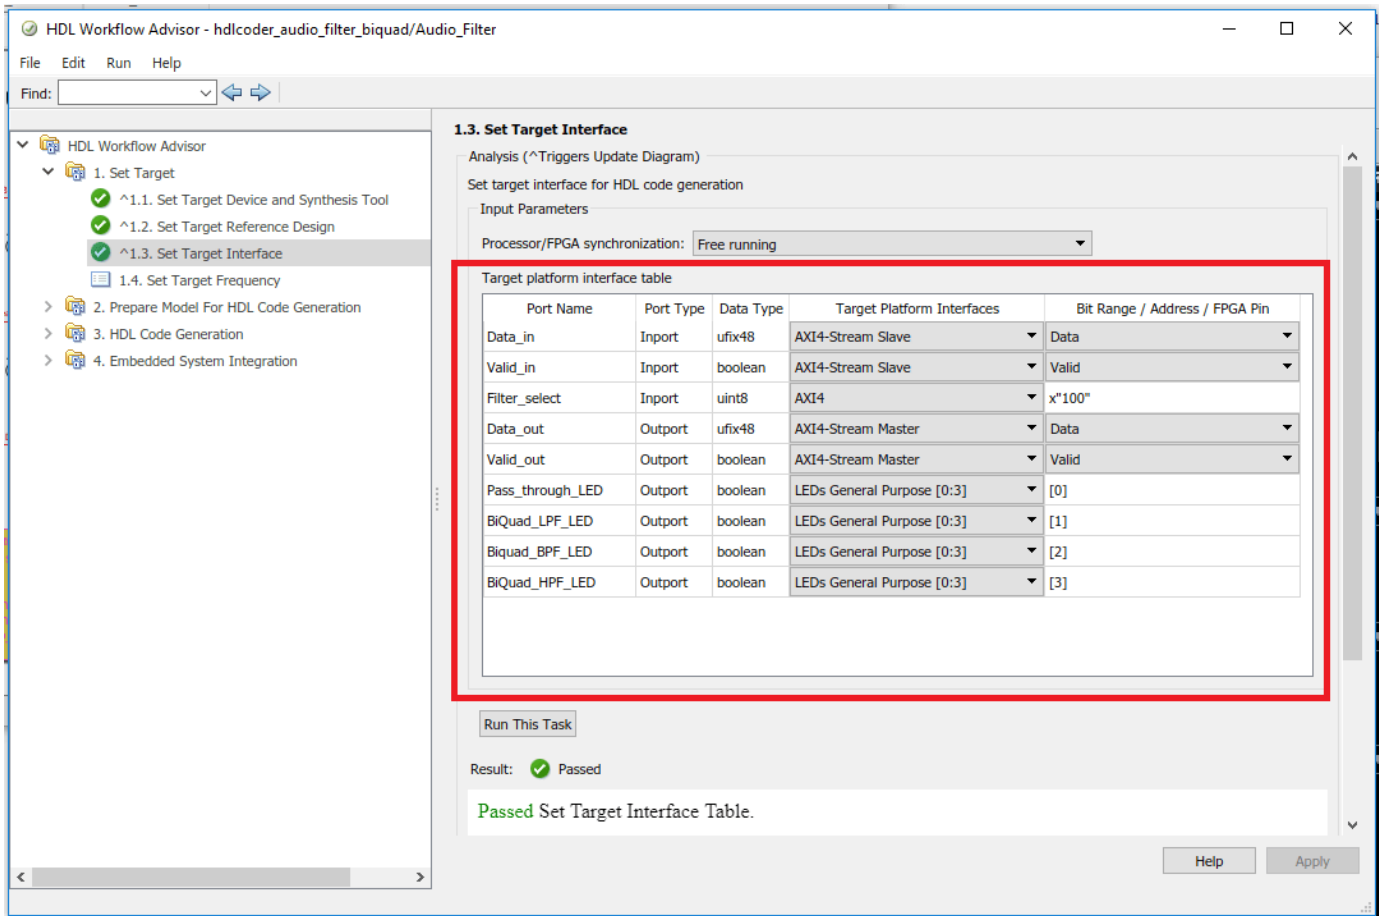 HDL Workflow Advisor - hdlcoder_audio_filter_biquad/Audio_Filter
File Edit Run Help
Find:
HDL Workflow Advisor
1. Set Target
^1.1. Set Target Device and Synthesis Tool
^1.2. Set Target Reference Design
^1.3. Set Target Interface
1.4. Set Target Frequency
2. Prepare Model For HDL Code Generation
3. HDL Code Generation
4. Embedded System Integration
1.3. Set Target Interface
Analysis (^Triggers Update Diagram)
Set target interface for HDL code generation
Input Parameters
Processor/FPGA synchronization: Free running
Target platform interface table
Port Name Port Type Data Type Target Platform Interfaces Bit Range / Address / FPGA Pin
Data_in Inport ufix48 AXI4-Stream Slave Data
Valid_in Inport boolean AXI4-Stream Slave Valid
Filter_select Inport uint8 AXI4 x"100"
Data_out Outport ufix48 AXI4-Stream Master Data
Valid_out Outport boolean AXI4-Stream Master Valid
Pass_through_LED Outport boolean LEDs General Purpose [0:3] [0]
BiQuad_LPF_LED Outport boolean LEDs General Purpose [0:3] [1]
Biquad_BPF_LED Outport boolean LEDs General Purpose [0:3] [2]
BiQuad_HPF_LED Outport boolean LEDs General Purpose [0:3] [3]
Run This Task
Result: Passed
Passed Set Target Interface Table.
Help Apply